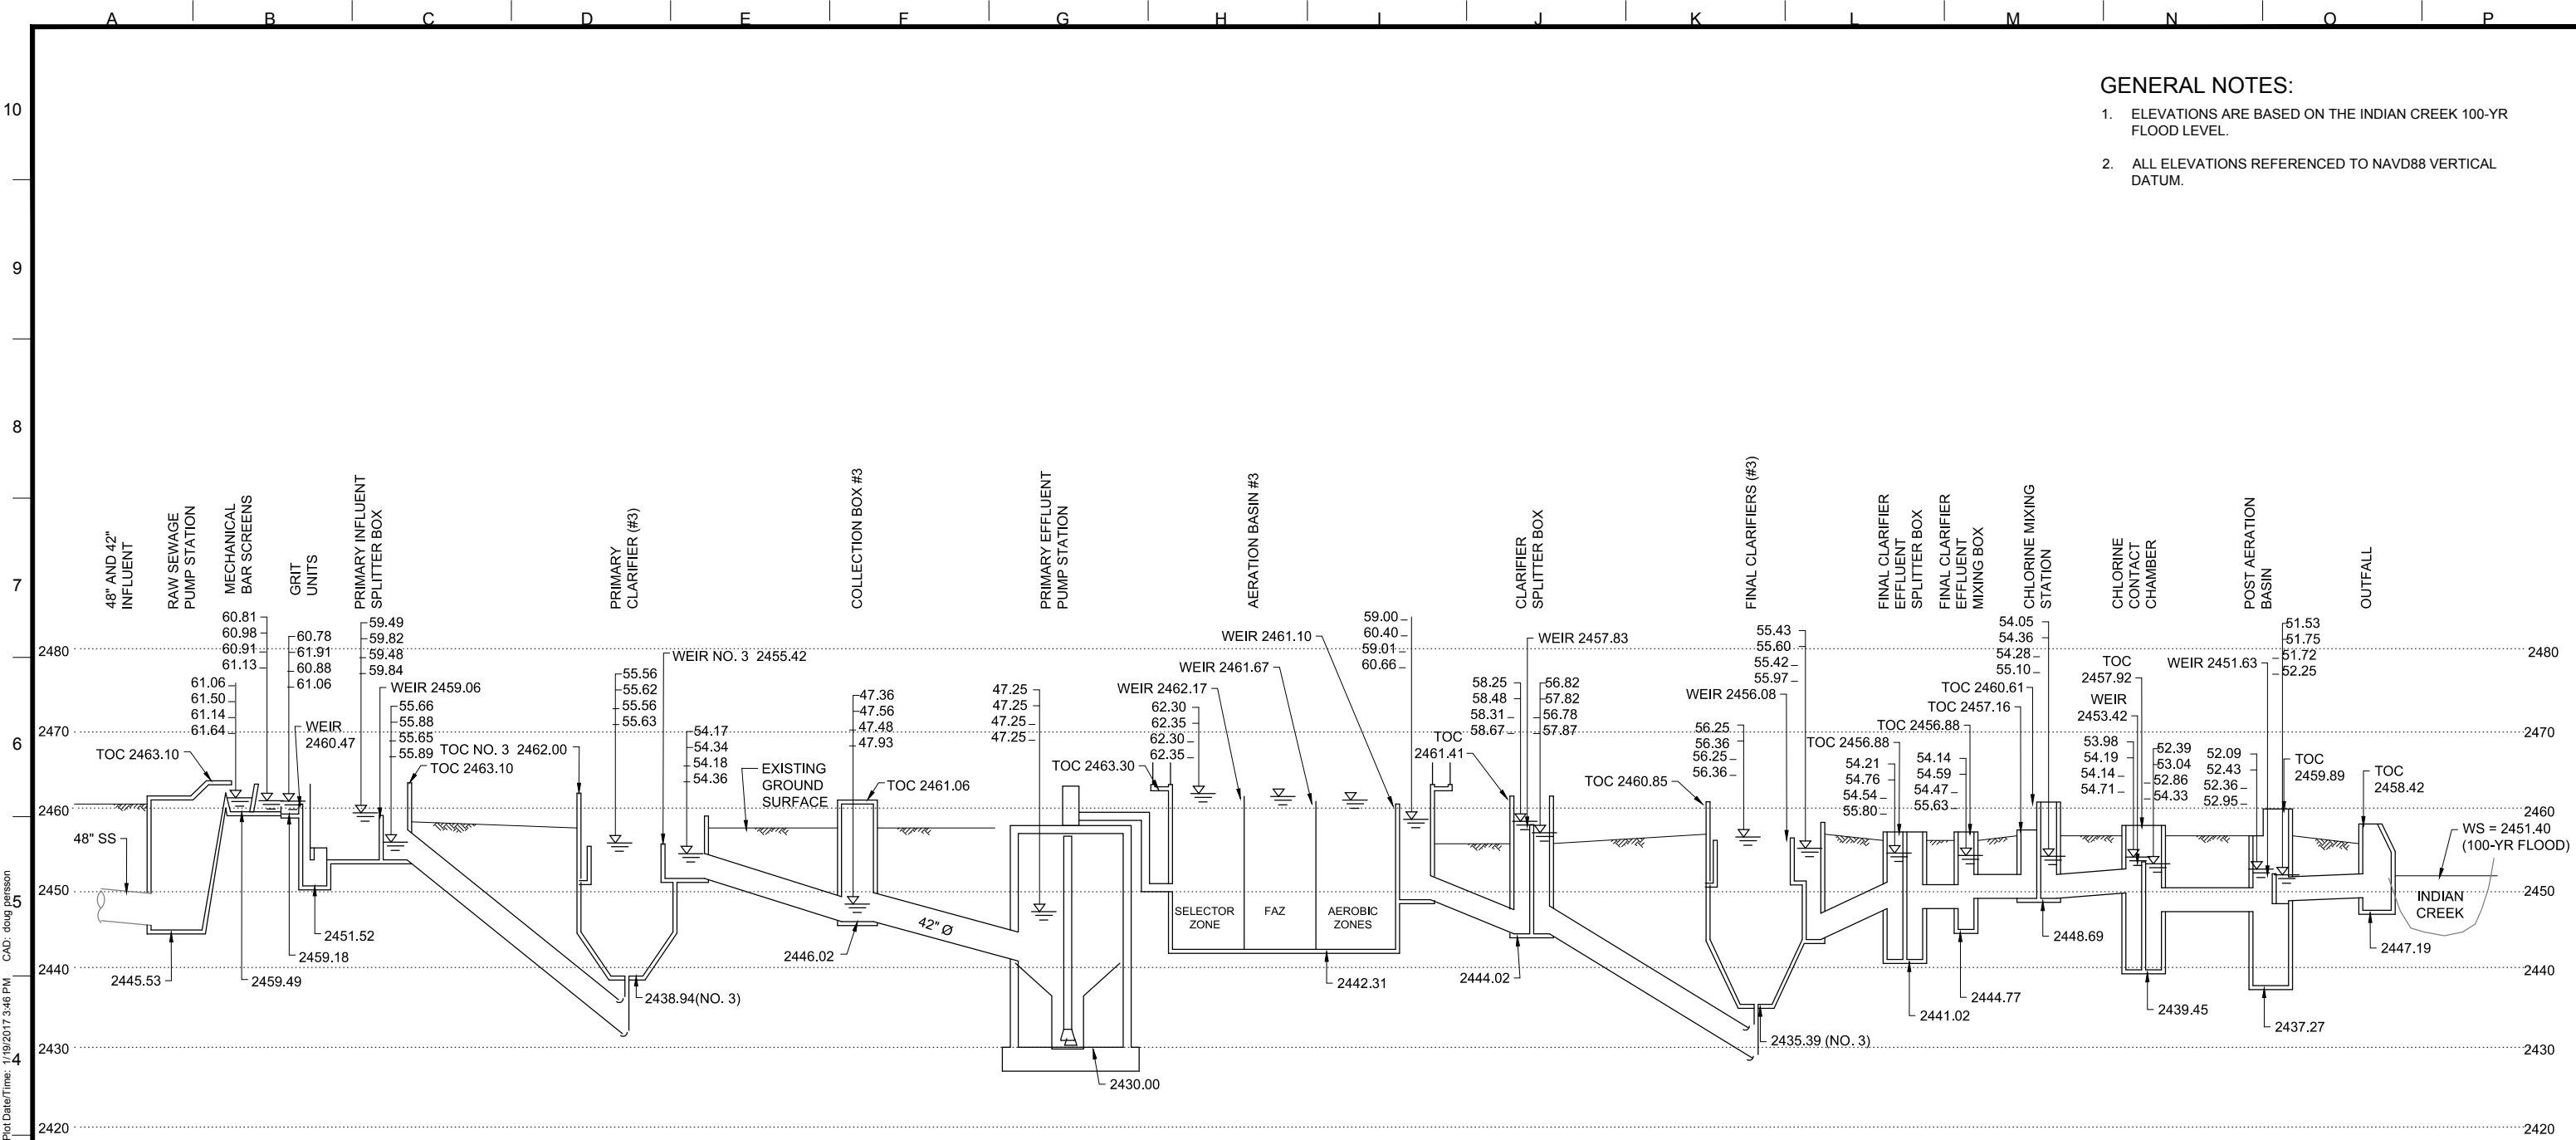 A B C D E F G H I J K L M N O P
10
9
8
7
6
5
4
GENERAL NOTES:
1. ELEVATIONS ARE BASED ON THE INDIAN CREEK 100-YR
FLOOD LEVEL.
2. ALL ELEVATIONS REFERENCED TO NAVD88 VERTICAL
DATUM.
48" AND 42"
INFLUENT
RAW SEWAGE
PUMP STATION
MECHANICAL
BAR SCREENS
GRIT
UNITS
PRIMARY INFLUENT
SPLITTER BOX
PRIMARY
CLARIFIER (#3)
COLLECTION BOX #3
PRIMARY EFFLUENT
PUMP STATION
AERATION BASIN #3
CLARIFIER
SPLITTER BOX
FINAL CLARIFIERS (#3)
FINAL CLARIFIER
EFFLUENT
SPLITTER BOX
FINAL CLARIFIER
EFFLUENT
MIXING BOX
CHLORINE MIXING
STATION
CHLORINE
CONTACT
CHAMBER
POST AERATION
BASIN
OUTFALL
2480
2470
2460
2450
2440
2430
2420
61.06
61.50
61.14
61.64
60.81
60.98
60.91
61.13
60.78
61.91
60.88
61.06
WEIR
2460.47
59.49
59.82
59.48
59.84
WEIR 2459.06
55.66
55.88
55.65
55.89
TOC 2463.10
TOC 2463.10
48" SS
2445.53
2459.49
2459.18
2451.52
TOC NO. 3 2462.00
55.56
55.62
55.56
55.63
WEIR NO. 3 2455.42
54.17
54.34
54.18
54.36
EXISTING
GROUND
SURFACE
2438.94(NO. 3)
47.36
47.56
47.48
47.93
TOC 2461.06
2446.02
42" Ø
47.25
47.25
47.25
47.25
2430.00
TOC 2463.30
62.30
62.35
62.30
62.35
WEIR 2462.17
WEIR 2461.67
WEIR 2461.10
SELECTOR
ZONE
FAZ
AEROBIC
ZONES
2442.31
59.00
60.40
59.01
60.66
TOC
2461.41
58.25
58.48
58.31
58.67
WEIR 2457.83
56.82
57.82
56.78
57.87
2444.02
TOC 2460.85
56.25
56.36
56.25
56.36
WEIR 2456.08
55.43
55.60
55.42
55.97
2435.39 (NO. 3)
TOC 2456.88
54.21
54.76
54.54
55.80
2441.02
TOC 2456.88
54.14
54.59
54.47
55.63
2444.77
TOC 2457.16
TOC 2460.61
54.05
54.36
54.28
55.10
2448.69
TOC
2457.92
WEIR
2453.42
53.98
54.19
54.14
54.71
52.39
53.04
52.86
54.33
2439.45
WEIR 2451.63
52.09
52.43
52.36
52.95
51.53
51.75
51.72
52.25
2437.27
TOC
2459.89
TOC
2458.42
2447.19
WS = 2451.40
(100-YR FLOOD)
INDIAN
CREEK
2480
2470
2460
2450
2440
2430
2420
Plot Date/Time: 1/19/2017 3:46 PM CAD: doug persson